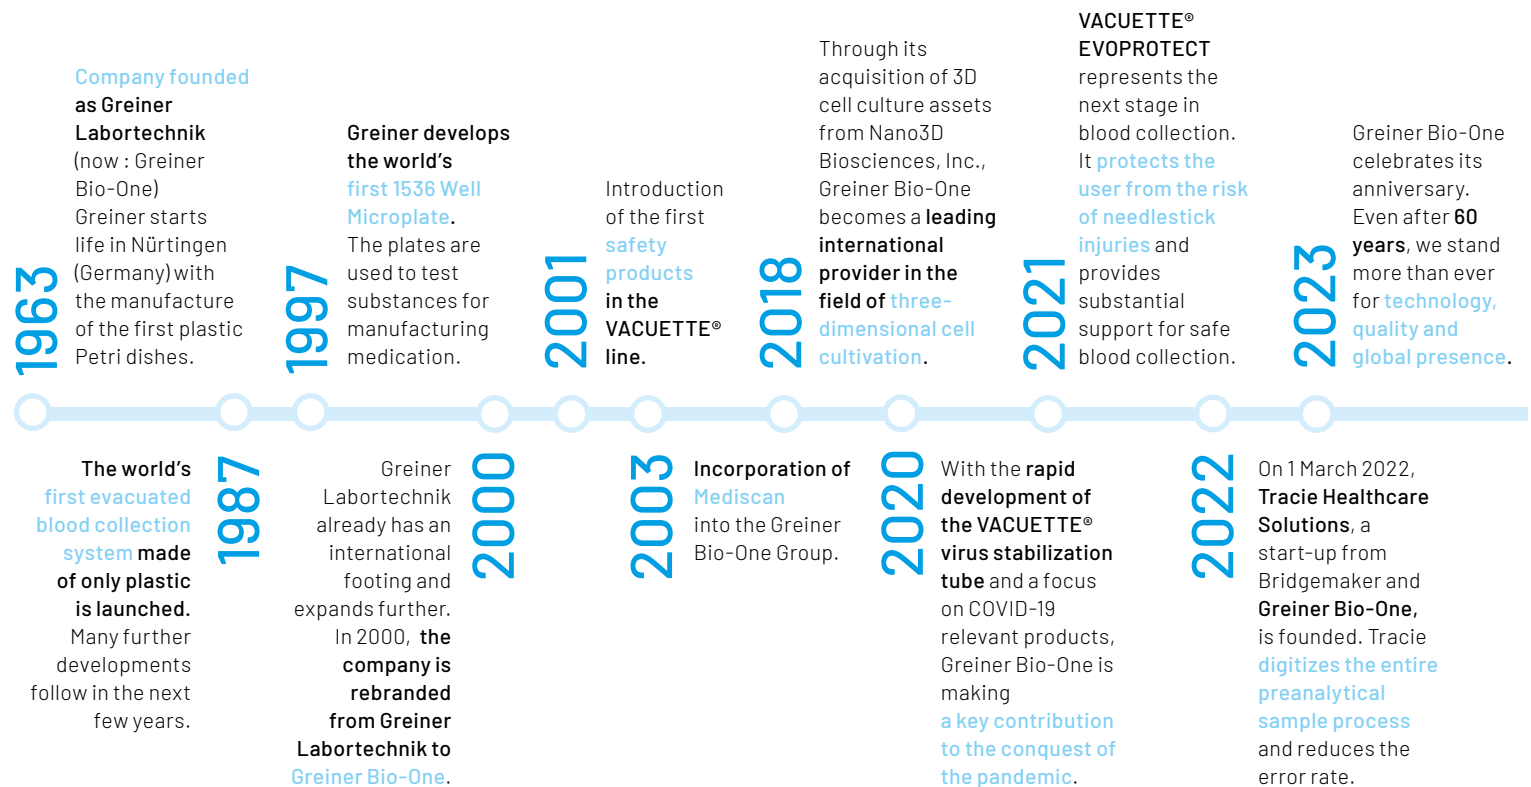 1963
Company founded
as Greiner
Labortechnik
(now : Greiner
Bio-One)
Greiner starts
life in Nürtingen
(Germany) with
the manufacture
of the first plastic
Petri dishes.
1987
The world's
first evacuated
blood collection
system made
of only plastic
is launched.
Many further
developments
follow in the next
few years.
1997
Greiner develops
the world's
first 1536 Well
Microplate.
The plates are
used to test
substances for
manufacturing
medication.
2000
Greiner
Labortechnik
already has an
international
footing and
expands further.
In 2000, the
company is
rebranded
from Greiner
Labortechnik to
Greiner Bio-One.
2001
Introduction
of the first
safety
products
in the
VACUETTE®
line.
2003
Incorporation of
Mediscan
into the Greiner
Bio-One Group.
2018
Through its
acquisition of 3D
cell culture assets
from Nano3D
Biosciences, Inc.,
Greiner Bio-One
becomes a leading
international
provider in the
field of three-
dimensional cell
cultivation.
2020
With the rapid
development of
the VACUETTE®
virus stabilization
tube and a focus
on COVID-19
relevant products,
Greiner Bio-One is
making
a key contribution
to the conquest of
the pandemic.
2021
VACUETTE®
EVOPROTECT
represents the
next stage in
blood collection.
It protects the
user from the risk
of needlestick
injuries and
provides
substantial
support for safe
blood collection.
2022
On 1 March 2022,
Tracie Healthcare
Solutions, a
start-up from
Bridgemaker and
Greiner Bio-One,
is founded. Tracie
digitizes the entire
preanalytical
sample process
and reduces the
error rate.
2023
Greiner Bio-One
celebrates its
anniversary.
Even after 60
years, we stand
more than ever
for technology,
quality and
global presence.